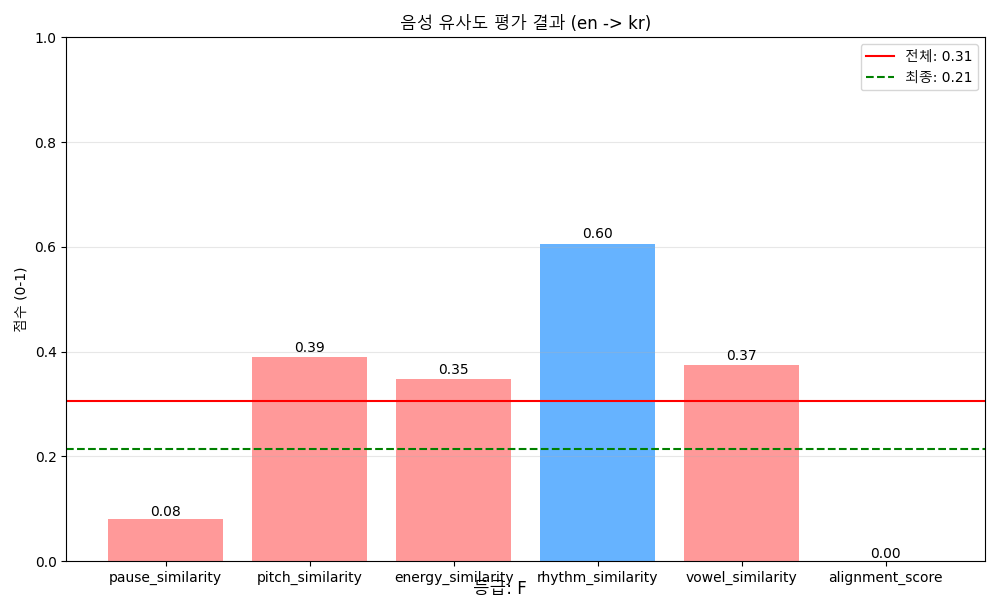 음성 유사도 평가 결과 (en -> kr)
전체: 0.31
최종: 0.21
점수 (0-1)
1.0
0.8
0.6
0.4
0.2
0.0
0.08
0.39
0.35
0.60
0.37
0.00
pause_similarity
pitch_similarity
energy_similarity
rhythm_similarity
vowel_similarity
alignment_score
등급: F